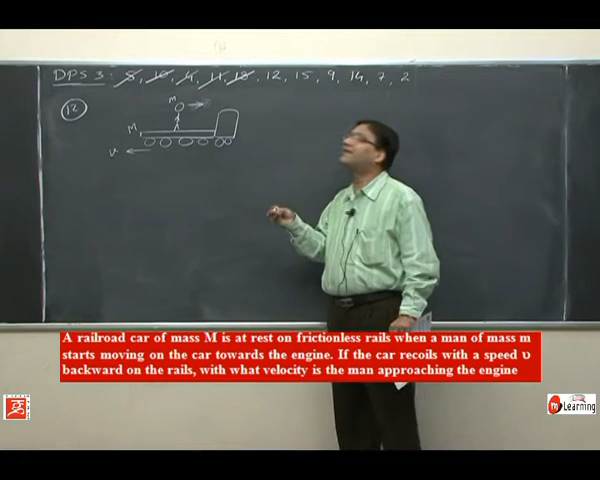 DPS 3 : 8, 10, 4, 11, 13, 12, 15, 9, 14, 7, 2
12
m
M,
v
A railroad car of mass M is at rest on frictionless rails when a man of mass m
starts moving on the car towards the engine. If the car recoils with a speed υ
backward on the rails, with what velocity is the man approaching the engine
Learning